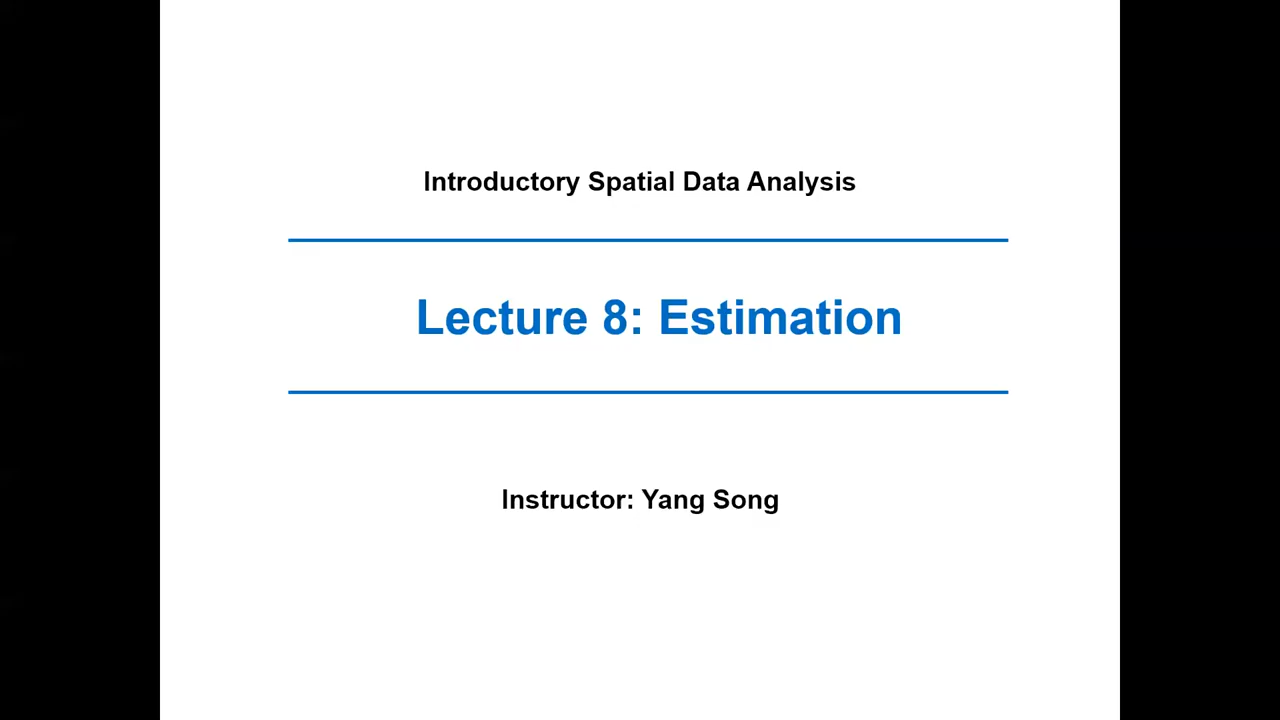 Introductory Spatial Data Analysis
Lecture 8: Estimation
Instructor: Yang Song